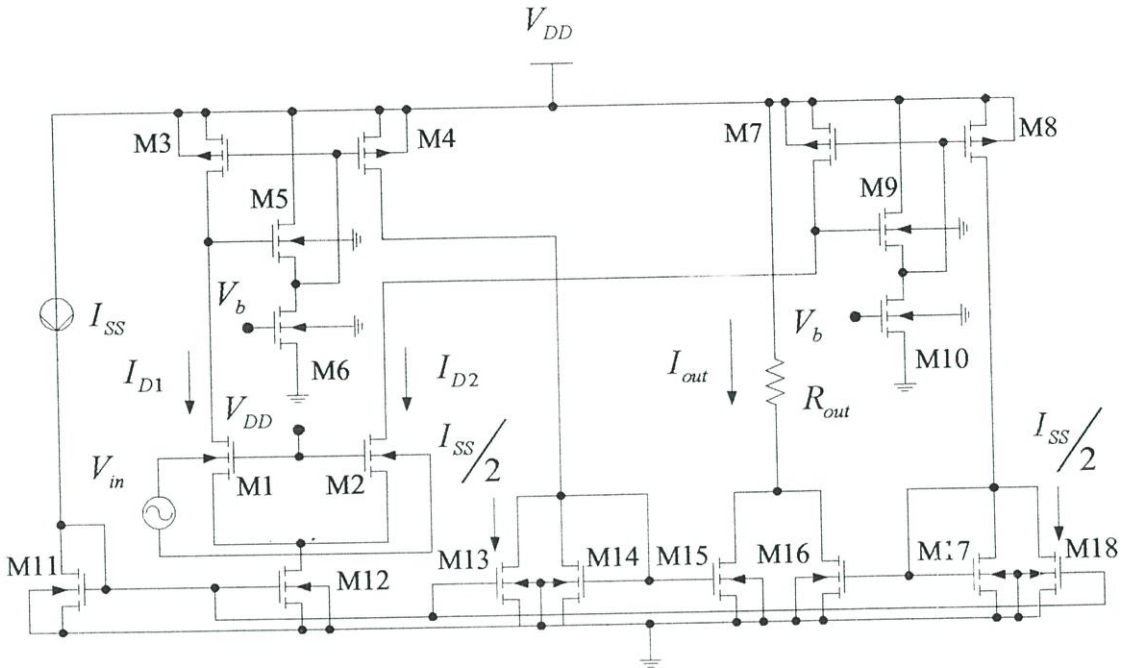 V_DD
M3
M4
M7
M8
M5
M9
V_b
I_SS
V_b
M6
M10
I_D1
I_D2
I_out
R_out
V_DD
I_SS/2
I_SS/2
V_in
M1
M2
M11
M12
M13
M14
M15
M16
M17
M18